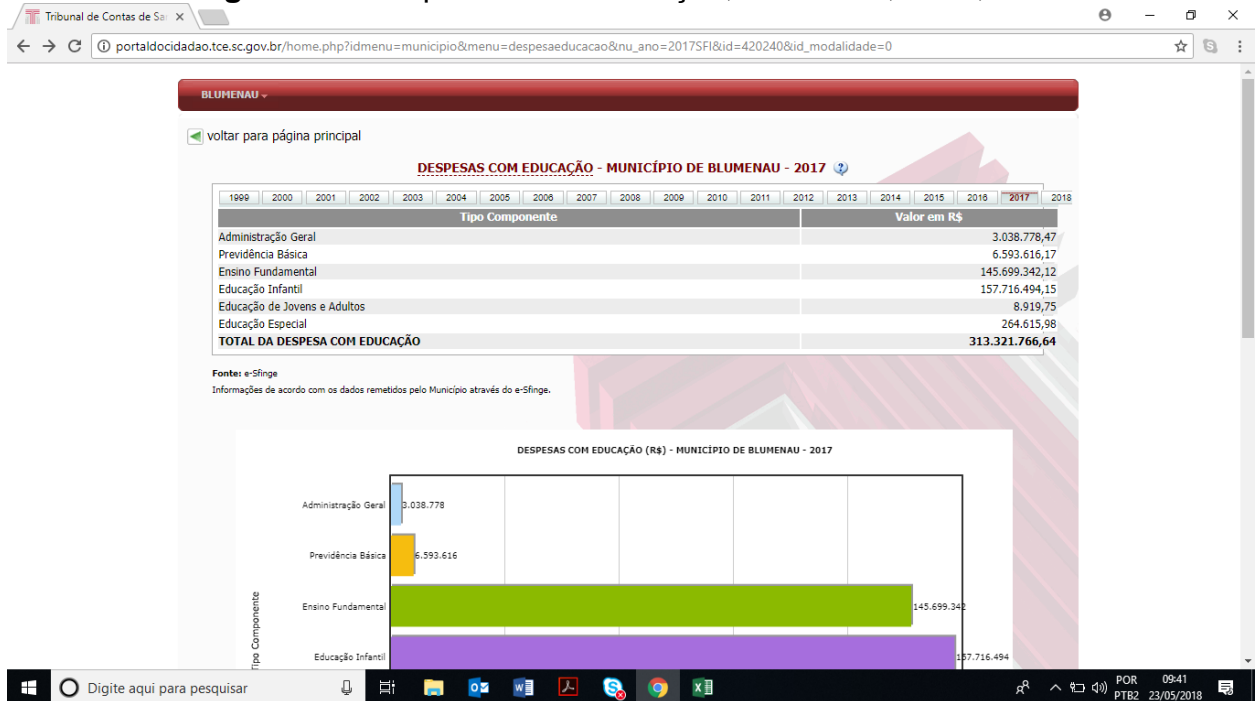 Tribunal de Contas de Sa
portaldocidadao.tce.sc.gov.br/home.php?idmenu=municipio&menu=despesaeducacao&nu_ano=2017SFI&id=420240&id_modalidade=0
BLUMENAU
voltar para página principal
DESPESAS COM EDUCAÇÃO - MUNICÍPIO DE BLUMENAU - 2017
1999 2000 2001 2002 2003 2004 2005 2006 2007 2008 2009 2010 2011 2012 2013 2014 2015 2016 2017 2018
Tipo Componente Valor em R$
Administração Geral 3.038.778,47
Previdência Básica 6.593.616,17
Ensino Fundamental 145.699.342,12
Educação Infantil 157.716.494,15
Educação de Jovens e Adultos 8.919,75
Educação Especial 264.615,98
TOTAL DA DESPESA COM EDUCAÇÃO 313.321.766,64
Fonte: e-Sfinge
Informações de acordo com os dados remetidos pelo Município através do e-Sfinge.
DESPESAS COM EDUCAÇÃO (R$) - MUNICÍPIO DE BLUMENAU - 2017
Administração Geral 3.038.778
Previdência Básica 6.593.616
Ensino Fundamental 145.699.342
Educação Infantil 157.716.494
Tipo Componente
Digite aqui para pesquisar
POR 09:41
PTB2 23/05/2018